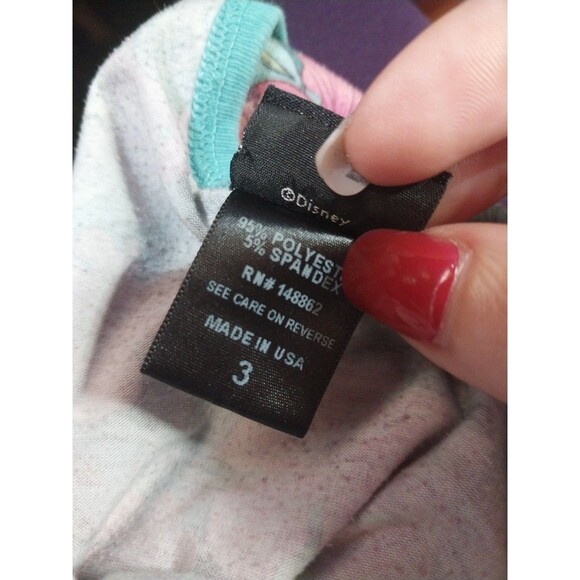 ©Disney
95% POLYEST
5% SPANDEX
RN# 148862
SEE CARE ON REVERSE
MADE IN USA
3